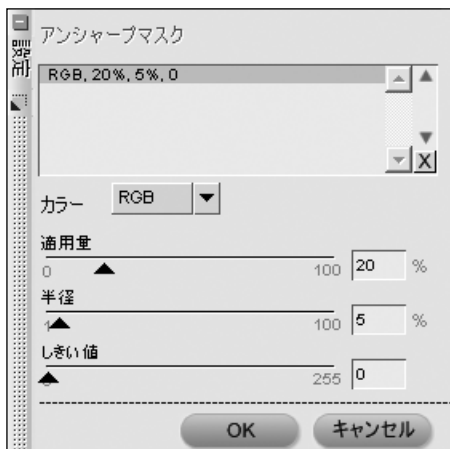 設定
アンシャープマスク
RGB, 20%, 5%, 0
X
カラー RGB
適用量
0 100 20 %
半径
1 100 5 %
しきい値
255 0
OK キャンセル